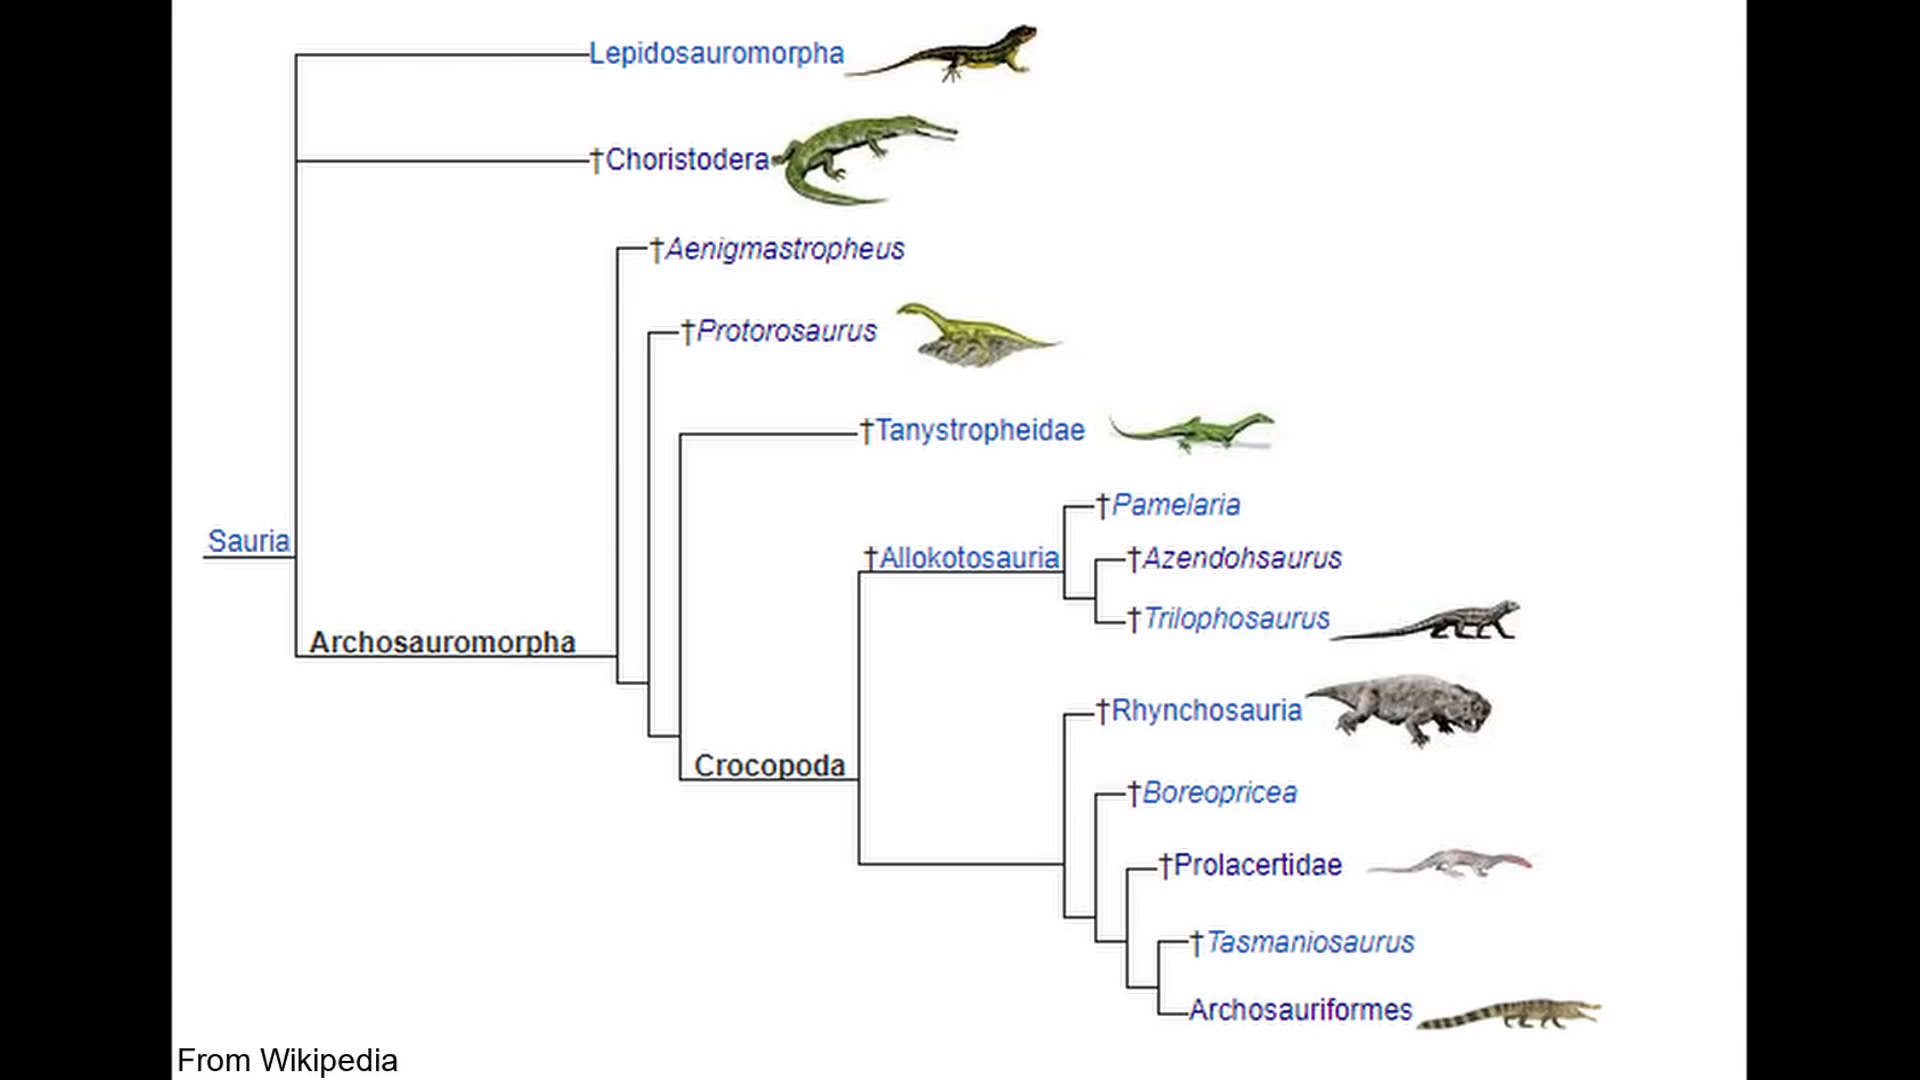 Lepidosauromorpha
†Choristodera
†Aenigmastropheus
†Protorosaurus
†Tanystropheidae
†Pamelaria
Sauria
†Allokotosauria
†Azendohsaurus
†Trilophosaurus
Archosauromorpha
†Rhynchosauria
Crocopoda
†Boreopricea
†Prolacertidae
†Tasmaniosaurus
Archosauriformes
From Wikipedia